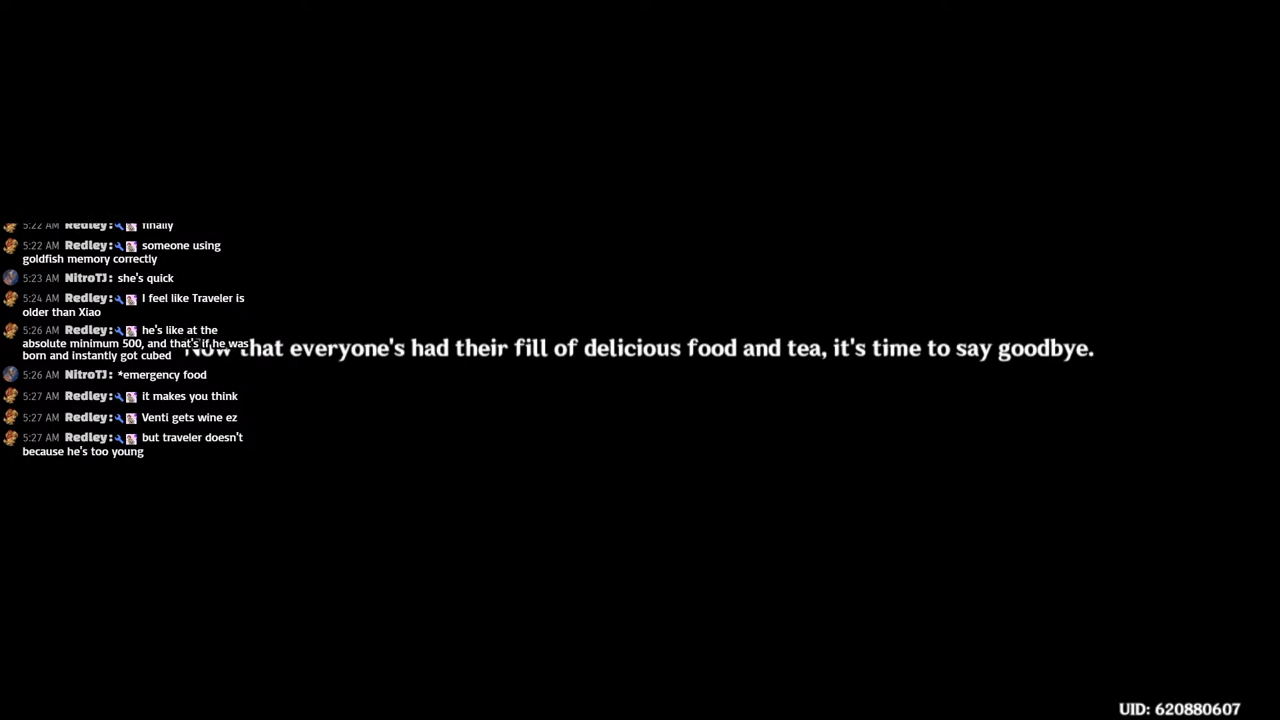 5:22 AM Redley: finally
5:22 AM Redley: someone using
goldfish memory correctly
5:23 AM NitroTJ: she's quick
5:24 AM Redley: I feel like Traveler is
older than Xiao
5:26 AM Redley: he's like at the
absolute minimum 500, and that's if he was
born and instantly got cubed
Now that everyone's had their fill of delicious food and tea, it's time to say goodbye.
5:26 AM NitroTJ: *emergency food
5:27 AM Redley: it makes you think
5:27 AM Redley: Venti gets wine ez
5:27 AM Redley: but traveler doesn't
because he's too young
UID: 620880607